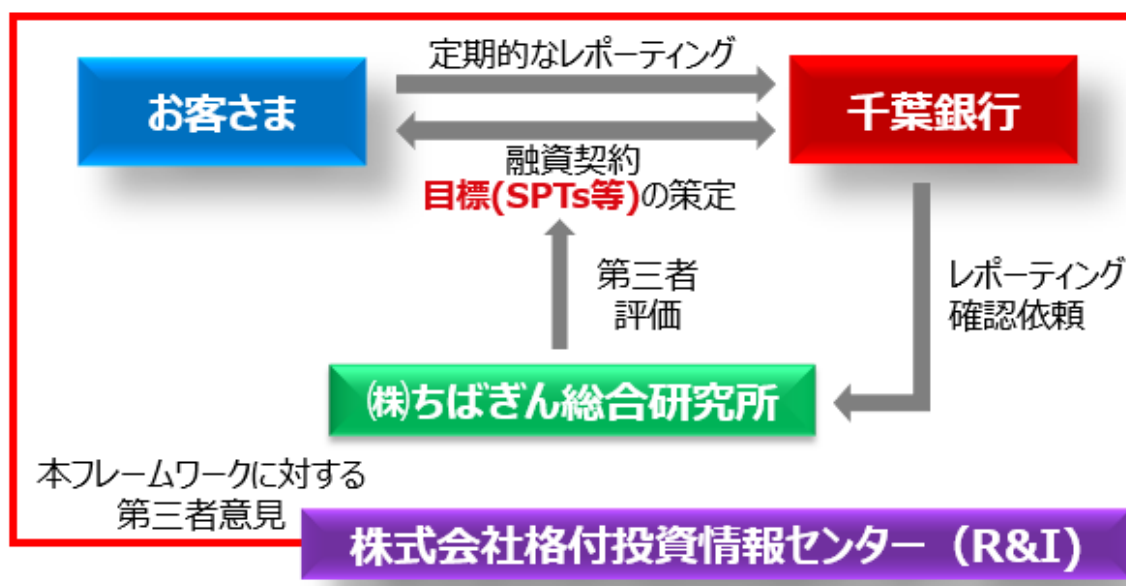 定期的なレポーティング
お客さま
千葉銀行
融資契約
目標(SPTs等)の策定
第三者
評価
レポーティング
確認依頼
㈱ちばぎん総合研究所
本フレームワークに対する
第三者意見
株式会社格付投資情報センター（R&I）